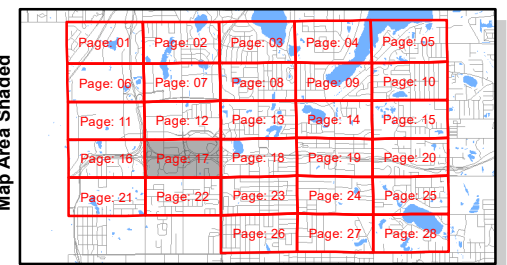 Map Area Shaded
Page: 01 Page: 02 Page: 03 Page: 04 Page: 05
Page: 06 Page: 07 Page: 08 Page: 09 Page: 10
Page: 11 Page: 12 Page: 13 Page: 14 Page: 15
Page: 16 Page: 17 Page: 18 Page: 19 Page: 20
Page: 21 Page: 22 Page: 23 Page: 24 Page: 25
Page: 26 Page: 27 Page: 28